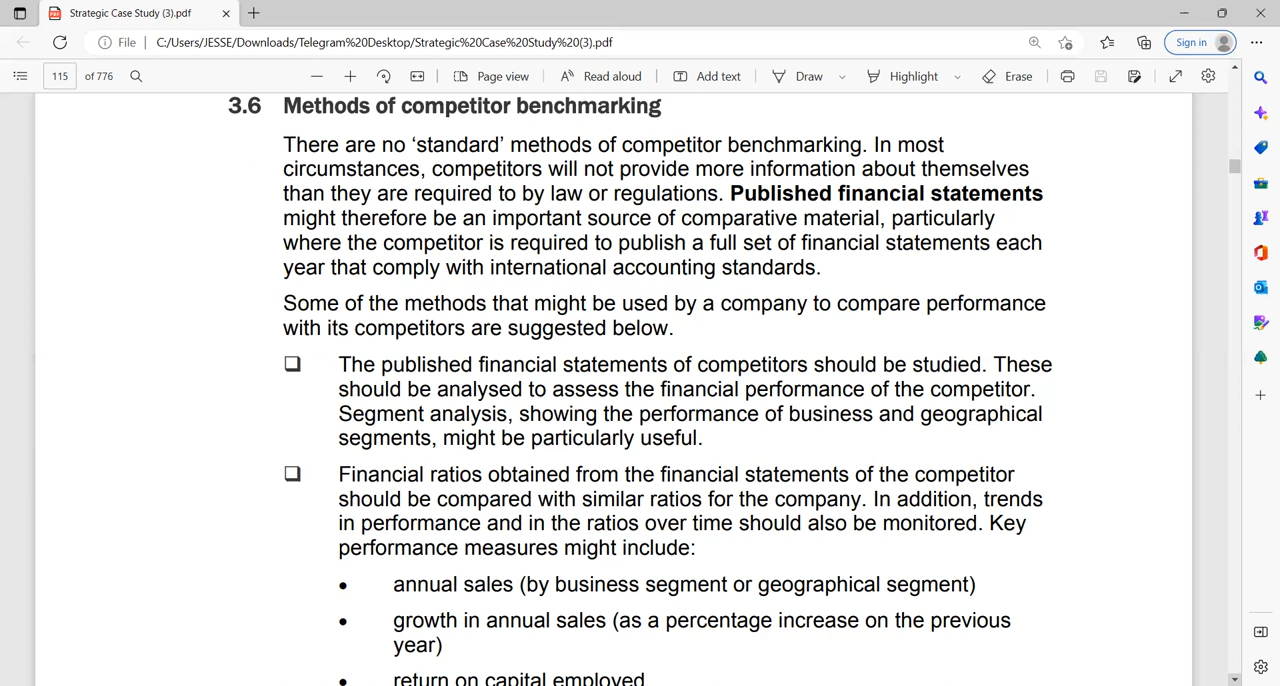 Strategic Case Study (3).pdf
File C:/Users/JESSE/Downloads/Telegram%20Desktop/Strategic%20Case%20Study%20(3).pdf
Sign in
115 of 776
Page view
Read aloud
Add text
Draw
Highlight
Erase
3.6 Methods of competitor benchmarking
There are no ‘standard’ methods of competitor benchmarking. In most
circumstances, competitors will not provide more information about themselves
than they are required to by law or regulations. Published financial statements
might therefore be an important source of comparative material, particularly
where the competitor is required to publish a full set of financial statements each
year that comply with international accounting standards.
Some of the methods that might be used by a company to compare performance
with its competitors are suggested below.
❑ The published financial statements of competitors should be studied. These
should be analysed to assess the financial performance of the competitor.
Segment analysis, showing the performance of business and geographical
segments, might be particularly useful.
❑ Financial ratios obtained from the financial statements of the competitor
should be compared with similar ratios for the company. In addition, trends
in performance and in the ratios over time should also be monitored. Key
performance measures might include:
• annual sales (by business segment or geographical segment)
• growth in annual sales (as a percentage increase on the previous
year)
• return on capital employed